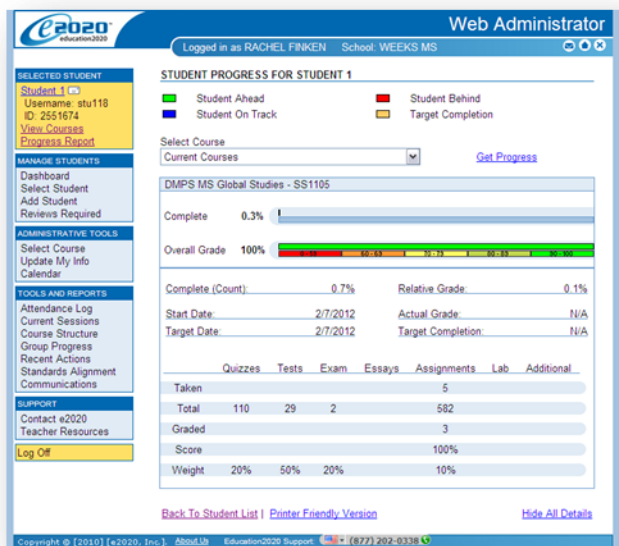 e2020
education2020
Web Administrator
Logged in as RACHEL FINKEN School: WEEKS MS
SELECTED STUDENT
Student 1
Username: stu118
ID: 2551674
View Courses
Progress Report
MANAGE STUDENTS
Dashboard
Select Student
Add Student
Reviews Required
ADMINISTRATIVE TOOLS
Select Course
Update My Info
Calendar
TOOLS AND REPORTS
Attendance Log
Current Sessions
Course Structure
Group Progress
Recent Actions
Standards Alignment
Communications
SUPPORT
Contact e2020
Teacher Resources
Log Off
STUDENT PROGRESS FOR STUDENT 1
Student Ahead Student Behind
Student On Track Target Completion
Select Course
Current Courses Get Progress
DMPS MS Global Studies - SS1105
Complete 0.3%
Overall Grade 100%
0 - 59 60 - 69 70 - 79 80 - 89 90 - 100
Complete (Count): 0.7% Relative Grade: 0.1%
Start Date: 2/7/2012 Actual Grade: N/A
Target Date: 2/7/2012 Target Completion: N/A
Quizzes Tests Exam Essays Assignments Lab Additional
Taken 5
Total 110 29 2 582
Graded 3
Score 100%
Weight 20% 50% 20% 10%
Back To Student List | Printer Friendly Version Hide All Details
Copyright © [2010] [e2020, Inc.]. About Us Education2020 Support (877) 202-0338